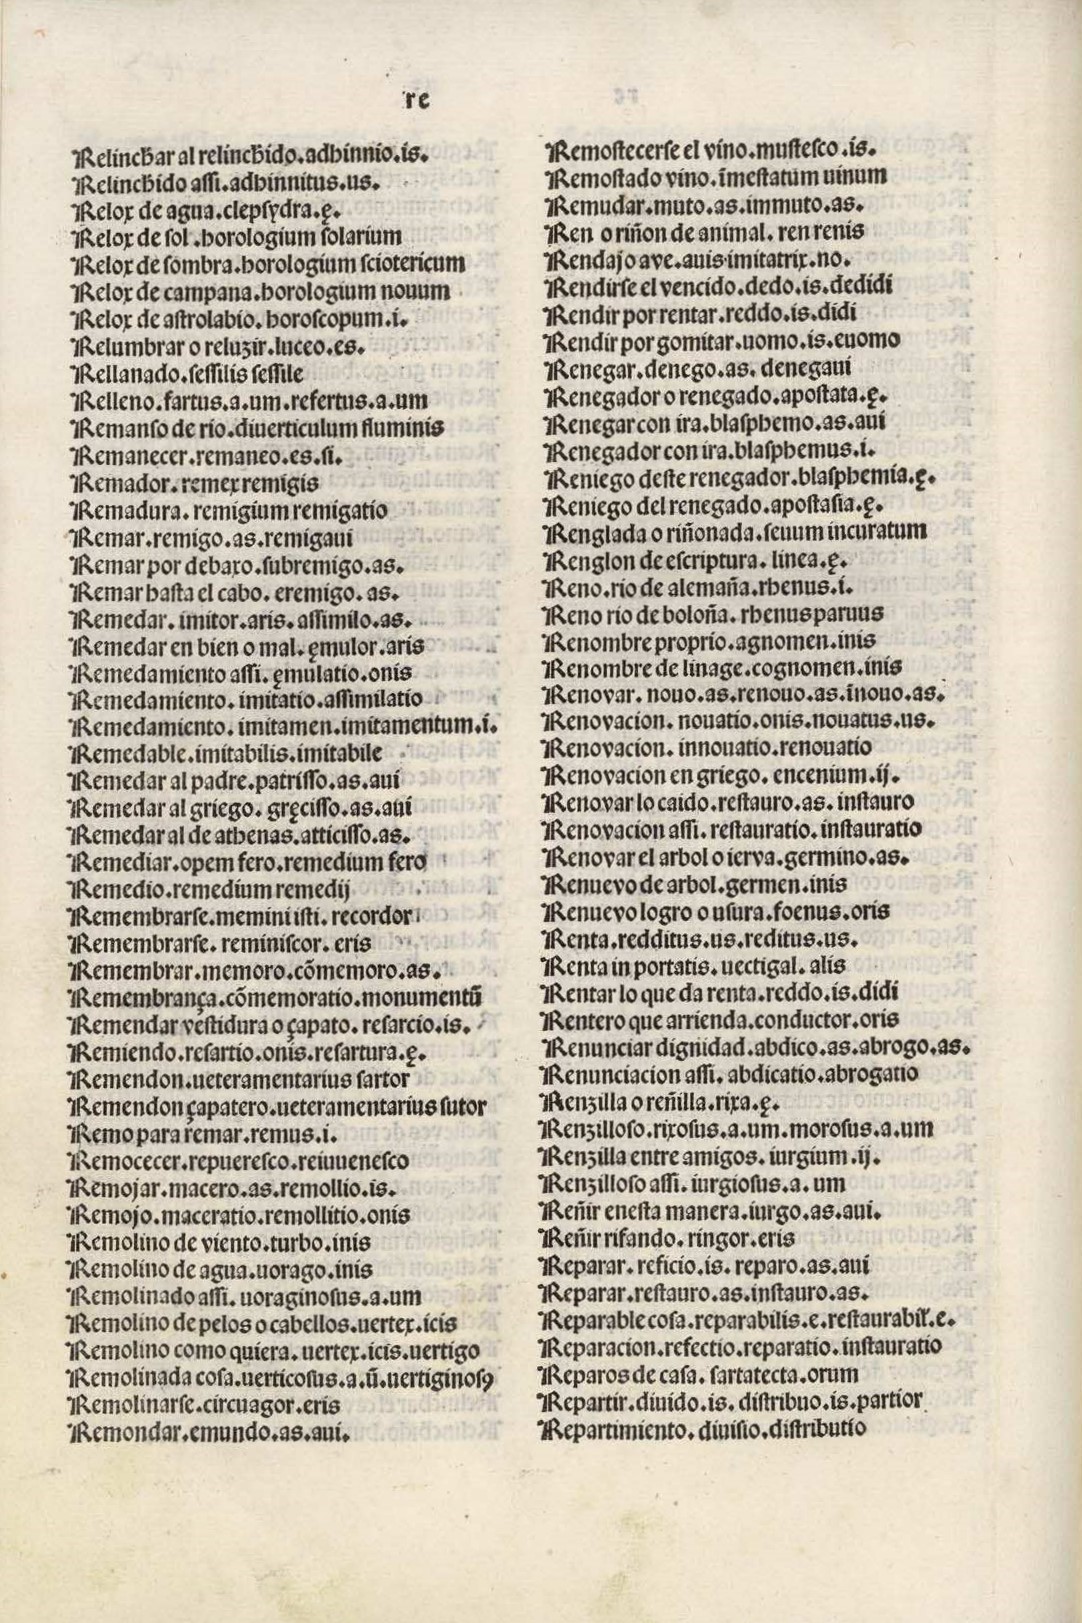 re
Relinchar al relinchido.adhinnio.is.
Relinchido assi.adhinnitus.us.
Relox de agua.clepsydra.ę.
Relox de sol.horologium solarium
Relox de sombra.horologium sciotericum
Relox de campana.horologium nouum
Relox de astrolabio.horoscopum.i.
Relumbrar o reluzir.luceo.es.
Rellanado.sessilis sessile
Relleno.fartus.a.um.refertus.a.um
Remanso de rio.diuerticulum fluminis
Remanecer.remaneo.es.si.
Remador.remex remigis
Remadura.remigium remigatio
Remar.remigo.as.remigaui
Remar por debaxo.subremigo.as.
Remar hasta el cabo.eremigo.as.
Remedar.imitor.aris.assimilo.as.
Remedar en bien o mal.ęmulor.aris
Remedamiento assi.ęmulatio.onis
Remedamiento.imitatio.assimilatio
Remedamiento.imitamen.imitamentum.i.
Remedable.imitabilis.imitabile
Remedar al padre.patrisso.as.aui
Remedar al griego.gręcisso.as.aui
Remedar al de athenas.atticisso.as.
Remediar.opem fero.remedium fero
Remedio.remedium remedij
Remembrarse.memini isti.recordor
Remembrarse.reminiscor.eris
Remembrar.memoro.cōmemoro.as.
Remembrança.cōmemoratio.monumentū
Remendar vestidura o çapato.resarcio.is.
Remiendo.resartio.onis.resartura.ę.
Remendon.ueteramentarius sartor
Remendon çapatero.ueteramentarius sutor
Remo para remar.remus.i.
Remocecer.repueresco.reiuuenesco
Remojar.macero.as.remollio.is.
Remojo.maceratio.remollitio.onis
Remolino de viento.turbo.inis
Remolino de agua.uorago.inis
Remolinado assi.uoraginosus.a.um
Remolino de pelos o cabellos.uertex.icis
Remolino como quiera.uertex.icis.uertigo
Remolinada cosa.uerticosus.a.ū.uertiginosꝰ
Remolinarse.circuagor.eris
Remondar.emundo.as.aui.
Remostecerse el vino.mustesco.is.
Remostado vino.īmestatum uinum
Remudar.muto.as.immuto.as.
Ren o riñon de animal.ren renis
Rendajo ave.auis imitatrix.no.
Rendirse el vencido.dedo.is.dedidi
Rendir por rentar.reddo.is.didi
Rendir por gomitar.uomo.is.euomo
Renegar.denego.as.denegaui
Renegador o renegado.apostata.ę.
Renegar con ira.blasphemo.as.aui
Renegador con ira.blasphemus.i.
Reniego deste renegador.blasphemia.ę.
Reniego del renegado.apostasia.ę.
Renglada o riñonada.seuum incuratum
Renglon de escriptura.linea.ę.
Reno.rio de alemaña.rhenus.i.
Reno rio de boloña.rhenus paruus
Renombre proprio.agnomen.inis
Renombre de linage.cognomen.inis
Renovar.nouo.as.renouo.as.īnouo.as.
Renovacion.nouatio.onis.nouatus.us.
Renovacion.innouatio.renouatio
Renovacion en griego.encenium.ij.
Renovar lo caido.restauro.as.instauro
Renovacion assi.restauratio.instauratio
Renovar el arbol o ierva.germino.as.
Renuevo de arbol.germen.inis
Renuevo logro o usura.foenus.oris
Renta.redditus.us.reditus.us.
Renta in portatis.uectigal.alis
Rentar lo que da renta.reddo.is.didi
Rentero que arrienda.conductor.oris
Renunciar dignidad.abdico.as.abrogo.as.
Renunciacion assi.abdicatio.abrogatio
Renzilla o reñilla.rixa.ę.
Renzilloso.rixosus.a.um.morosus.a.um
Renzilla entre amigos.iurgium.ij.
Renzilloso assi.iurgiosus.a.um
Reñir enesta manera.iurgo.as.aui.
Reñir rifando.ringor.eris
Reparar.reficio.is.reparo.as.aui
Reparar.restauro.as.instauro.as.
Reparable cosa.reparabilis.e.restaurabil'.e.
Reparacion.refectio.reparatio.instauratio
Reparos de casa.sartatecta.orum
Repartir.diuido.is.distribuo.is.partior
Repartimiento.diuisio.distributio